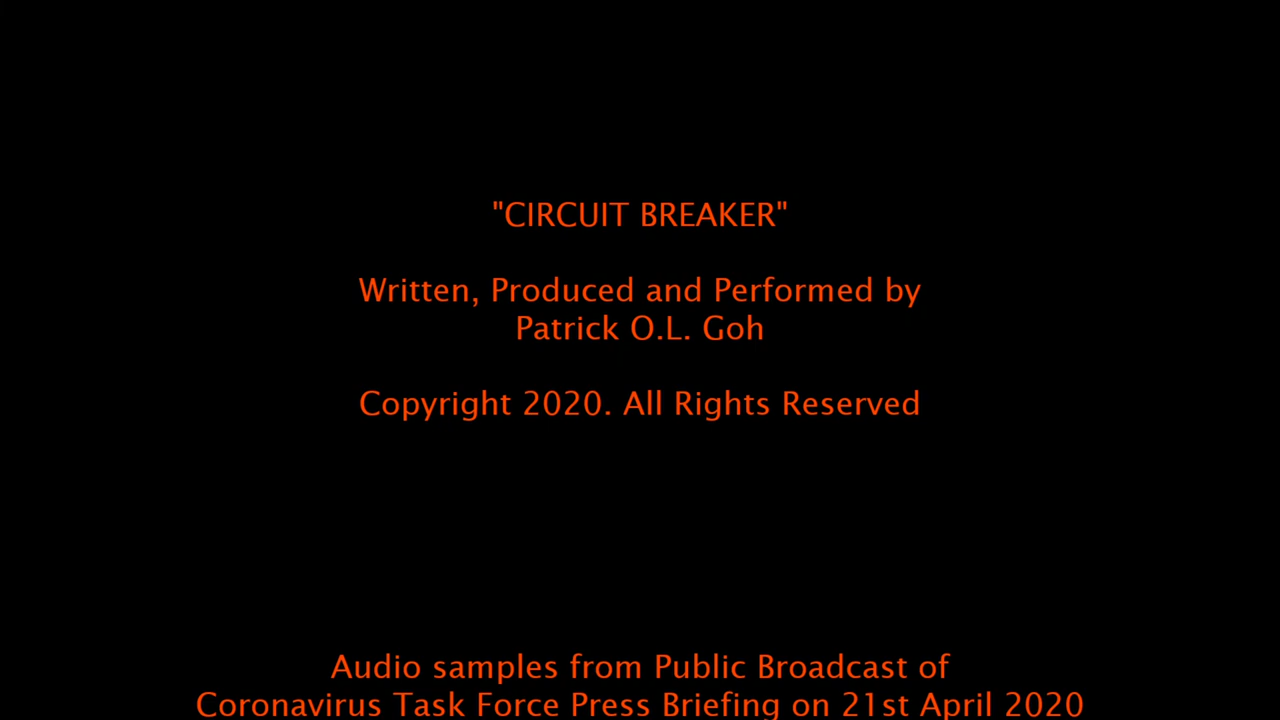 "CIRCUIT BREAKER"
Written, Produced and Performed by
Patrick O.L. Goh
Copyright 2020. All Rights Reserved
Audio samples from Public Broadcast of
Coronavirus Task Force Press Briefing on 21st April 2020